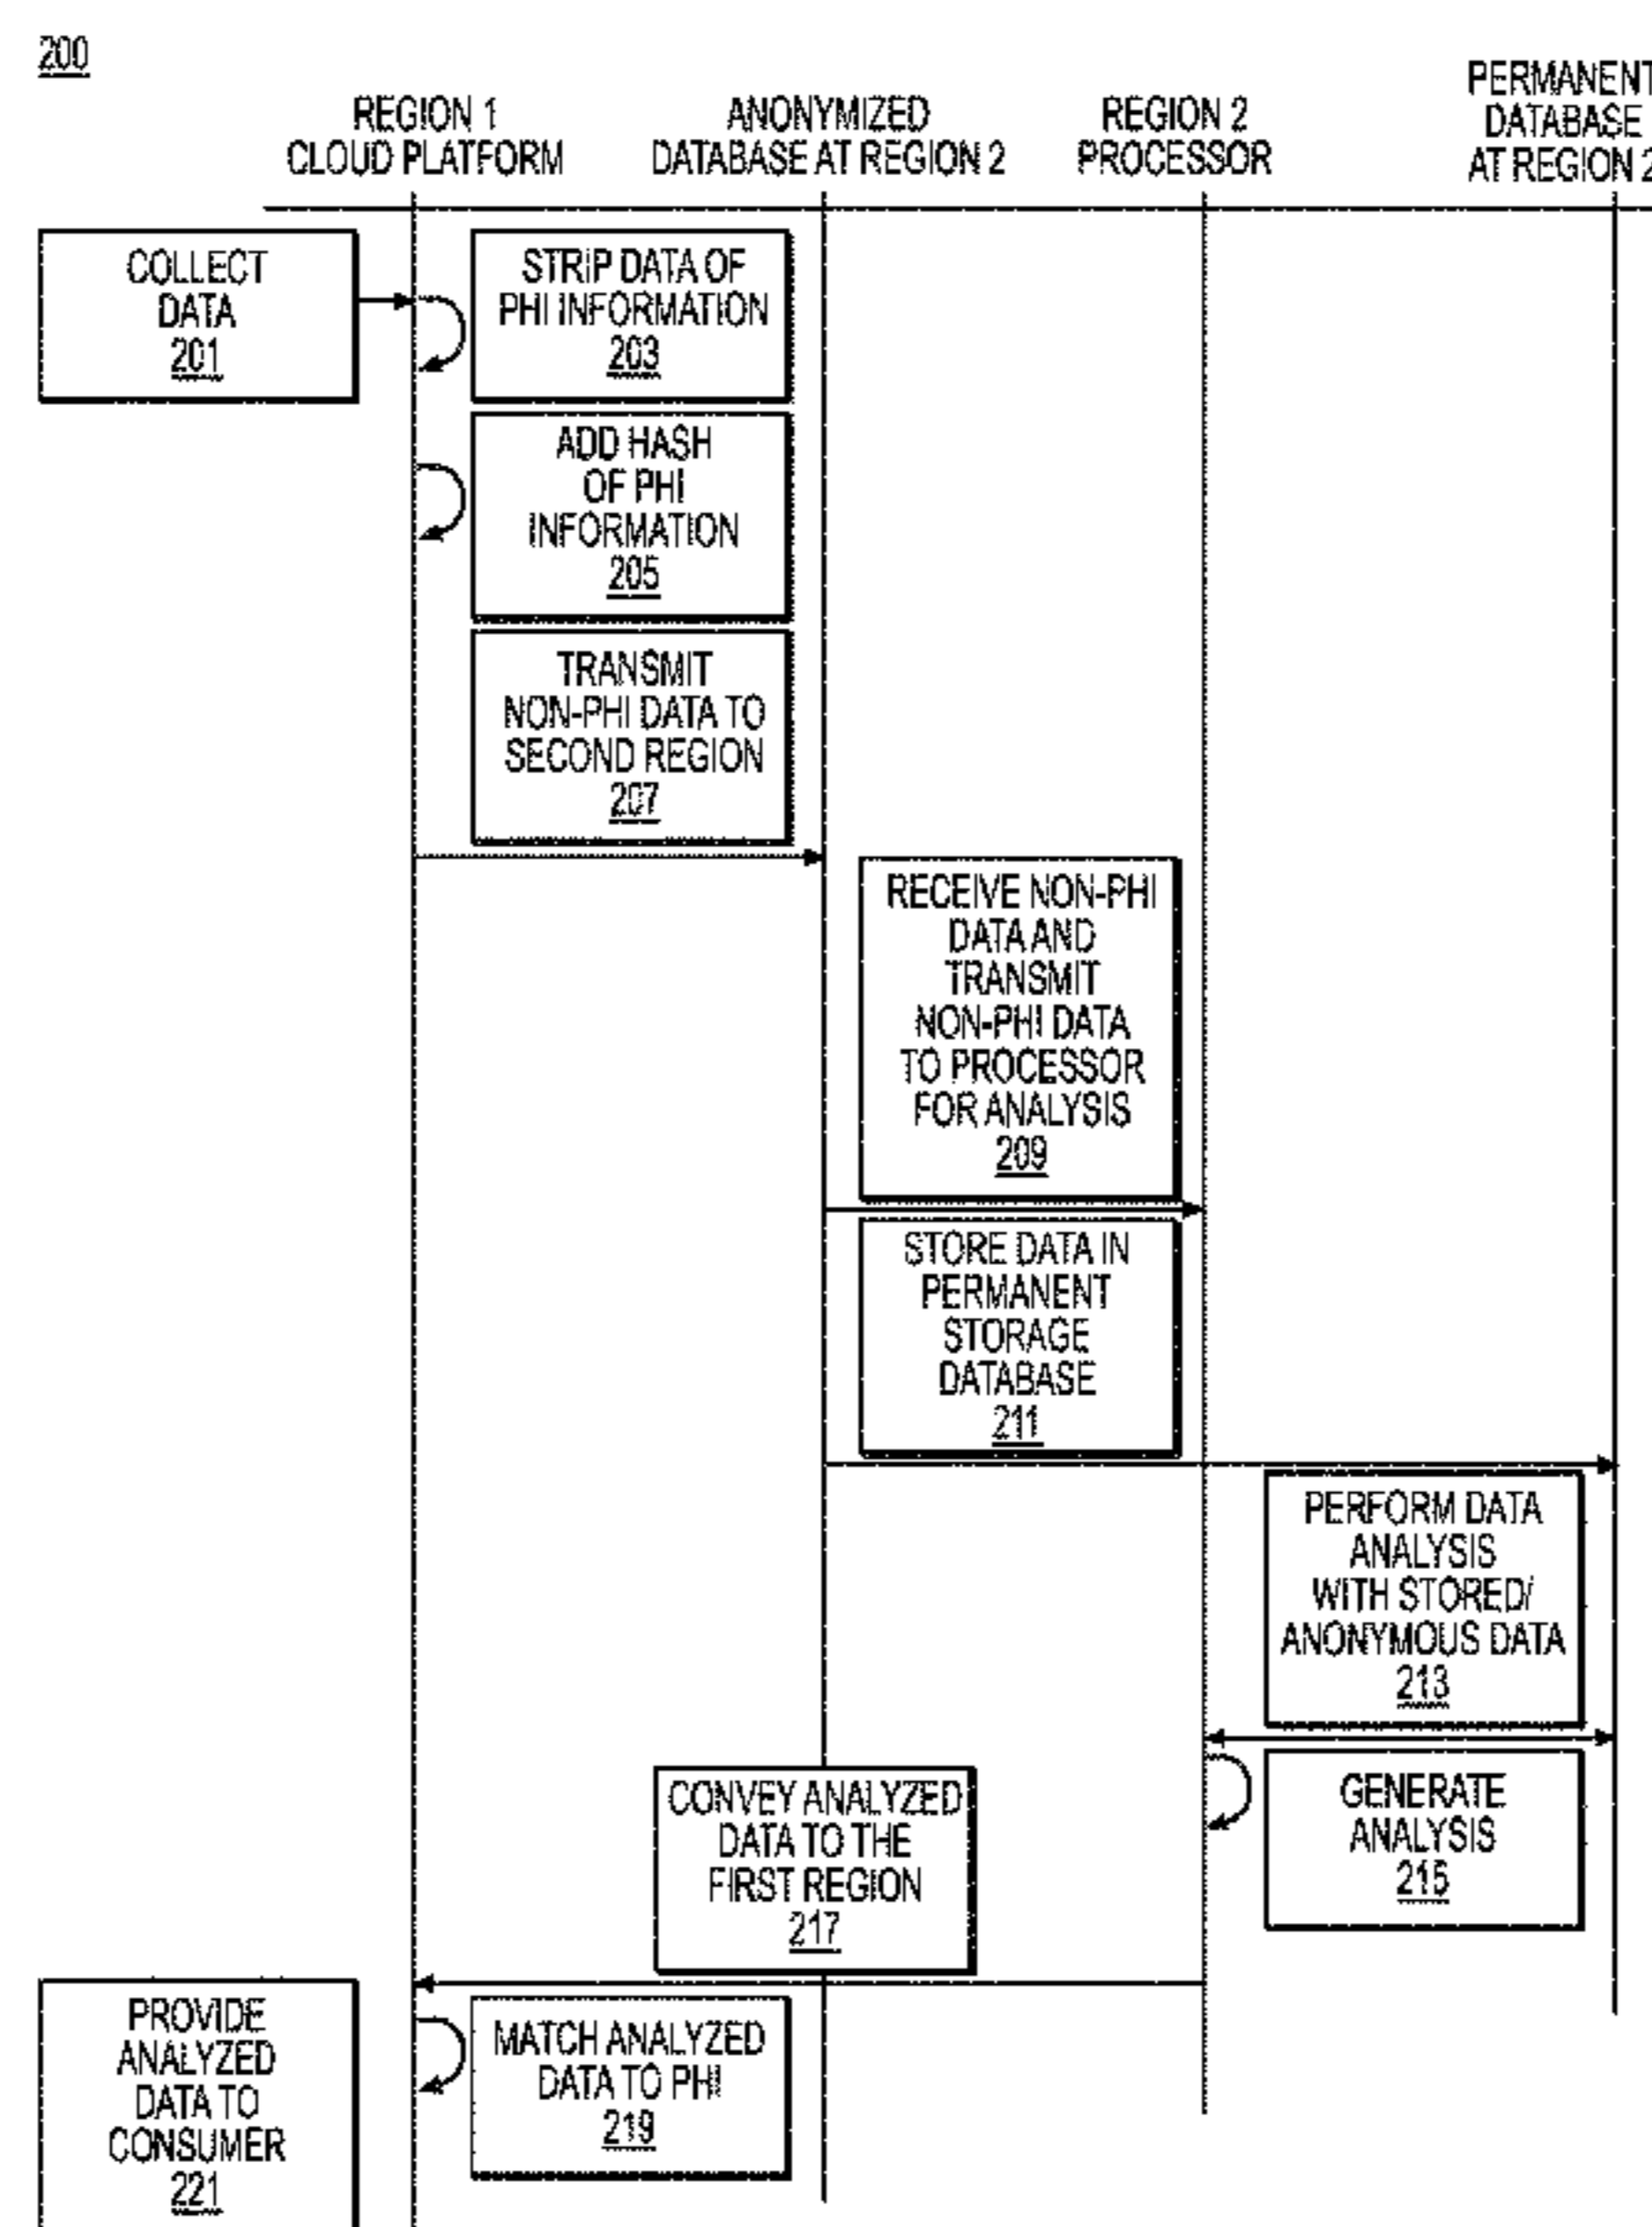 200
REGION 1
CLOUD PLATFORM
ANONYMIZED
DATABASE AT REGION 2
REGION 2
PROCESSOR
PERMANENT
DATABASE
AT REGION 2
COLLECT
DATA
201
STRIP DATA OF
PHI INFORMATION
203
ADD HASH
OF PHI
INFORMATION
205
TRANSMIT
NON-PHI DATA TO
SECOND REGION
207
RECEIVE NON-PHI
DATA AND
TRANSMIT
NON-PHI DATA
TO PROCESSOR
FOR ANALYSIS
209
STORE DATA IN
PERMANENT
STORAGE
DATABASE
211
PERFORM DATA
ANALYSIS
WITH STORED/
ANONYMOUS DATA
213
GENERATE
ANALYSIS
215
CONVEY ANALYZED
DATA TO THE
FIRST REGION
217
MATCH ANALYZED
DATA TO PHI
219
PROVIDE
ANALYZED
DATA TO
CONSUMER
221